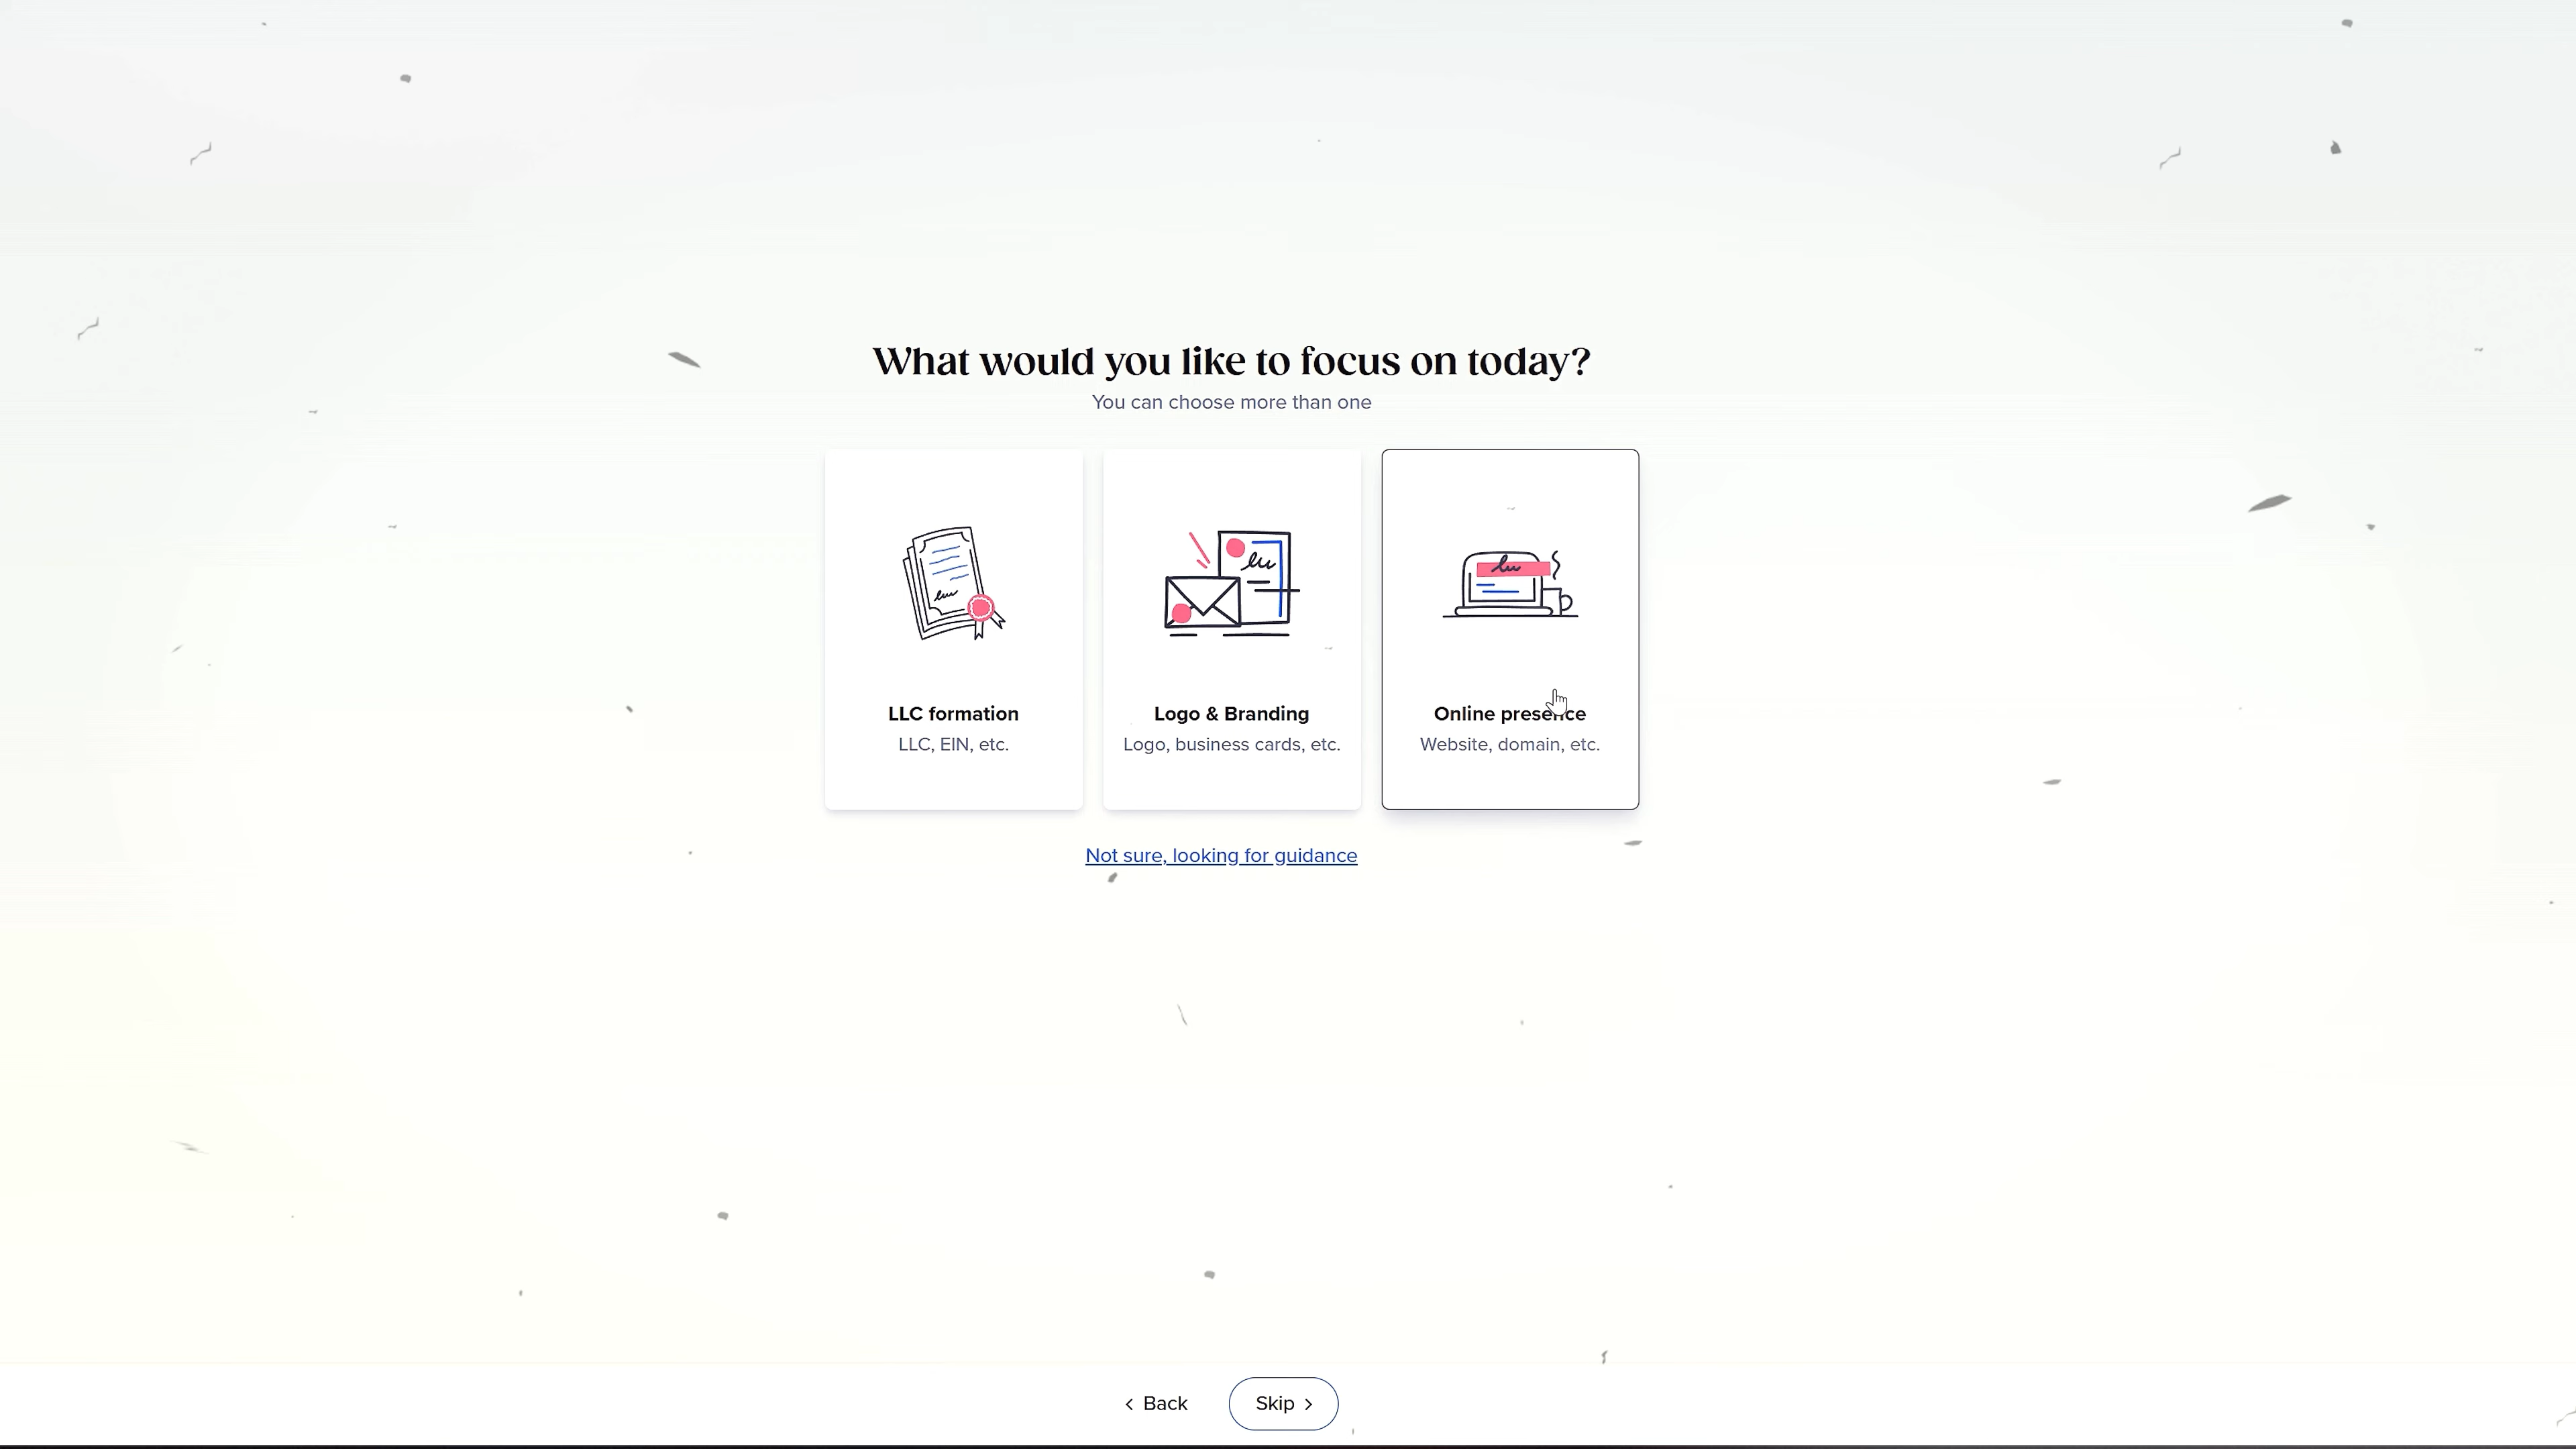 What would you like to focus on today?
You can choose more than one
LLC formation
LLC, EIN, etc.
Logo & Branding
Logo, business cards, etc.
Online presence
Website, domain, etc.
Not sure, looking for guidance
Back
Skip